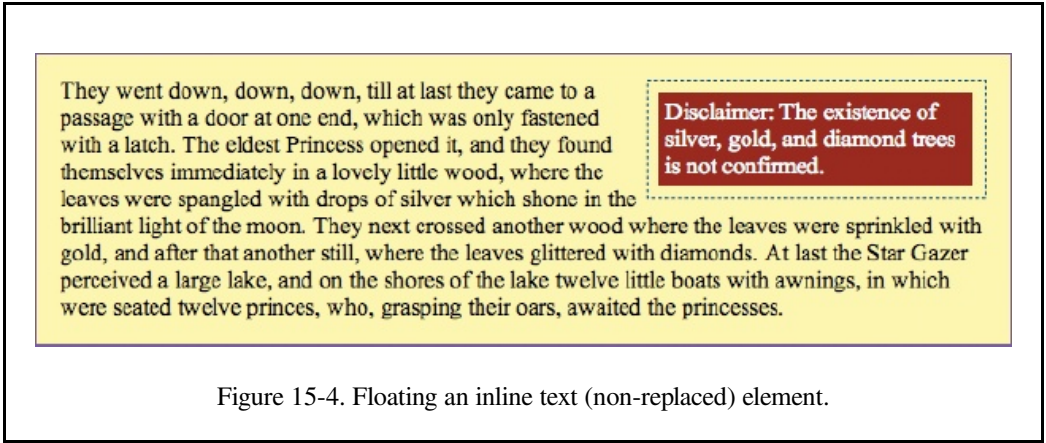 They went down, down, down, till at last they came to a
passage with a door at one end, which was only fastened
with a latch. The eldest Princess opened it, and they found
themselves immediately in a lovely little wood, where the
leaves were spangled with drops of silver which shone in the
brilliant light of the moon. They next crossed another wood where the leaves were sprinkled with
gold, and after that another still, where the leaves glittered with diamonds. At last the Star Gazer
perceived a large lake, and on the shores of the lake twelve little boats with awnings, in which
were seated twelve princes, who, grasping their oars, awaited the princesses.
Disclaimer: The existence of
silver, gold, and diamond trees
is not confirmed.
Figure 15-4. Floating an inline text (non-replaced) element.